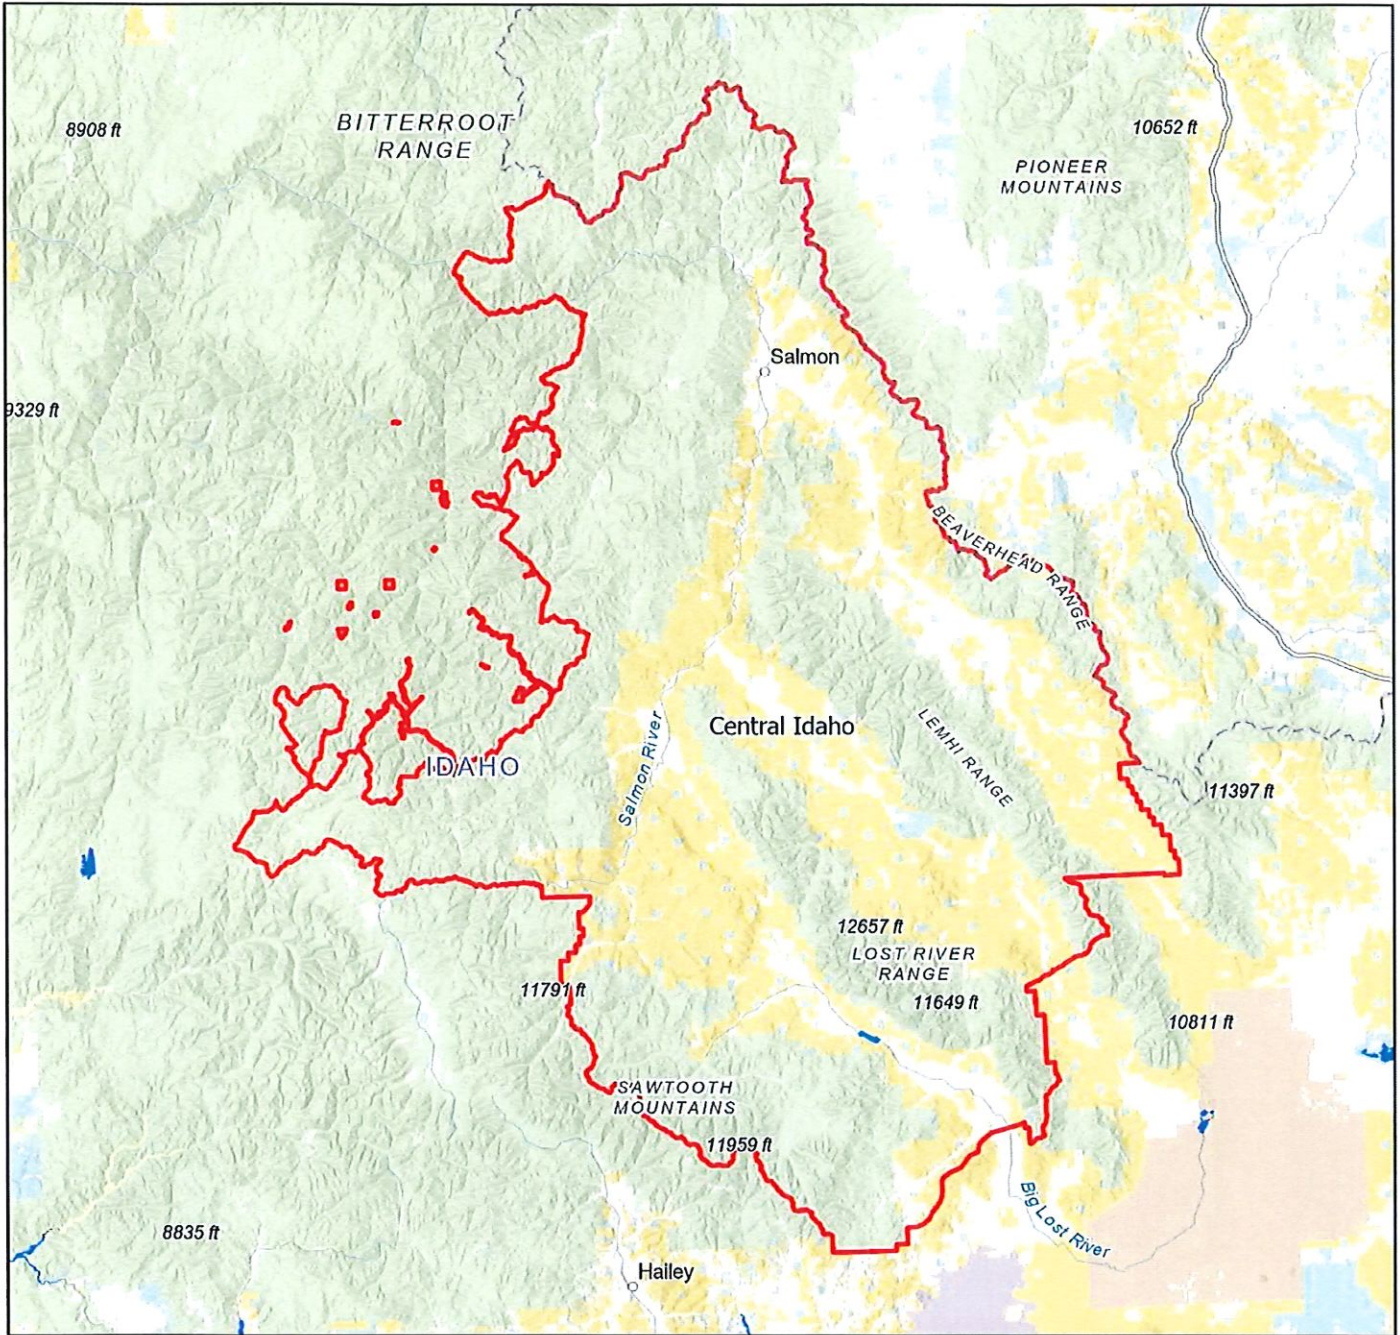 8908 ft
BITTERROOT
RANGE
10652 ft
PIONEER
MOUNTAINS
9329 ft
Salmon
BEAVERHEAD RANGE
Salmon River
Central Idaho
LEMHI RANGE
IDAHO
11397 ft
12657 ft
LOST RIVER
RANGE
11791 ft
11649 ft
10811 ft
SAWTOOTH
MOUNTAINS
11959 ft
Big Lost River
8835 ft
Hailey